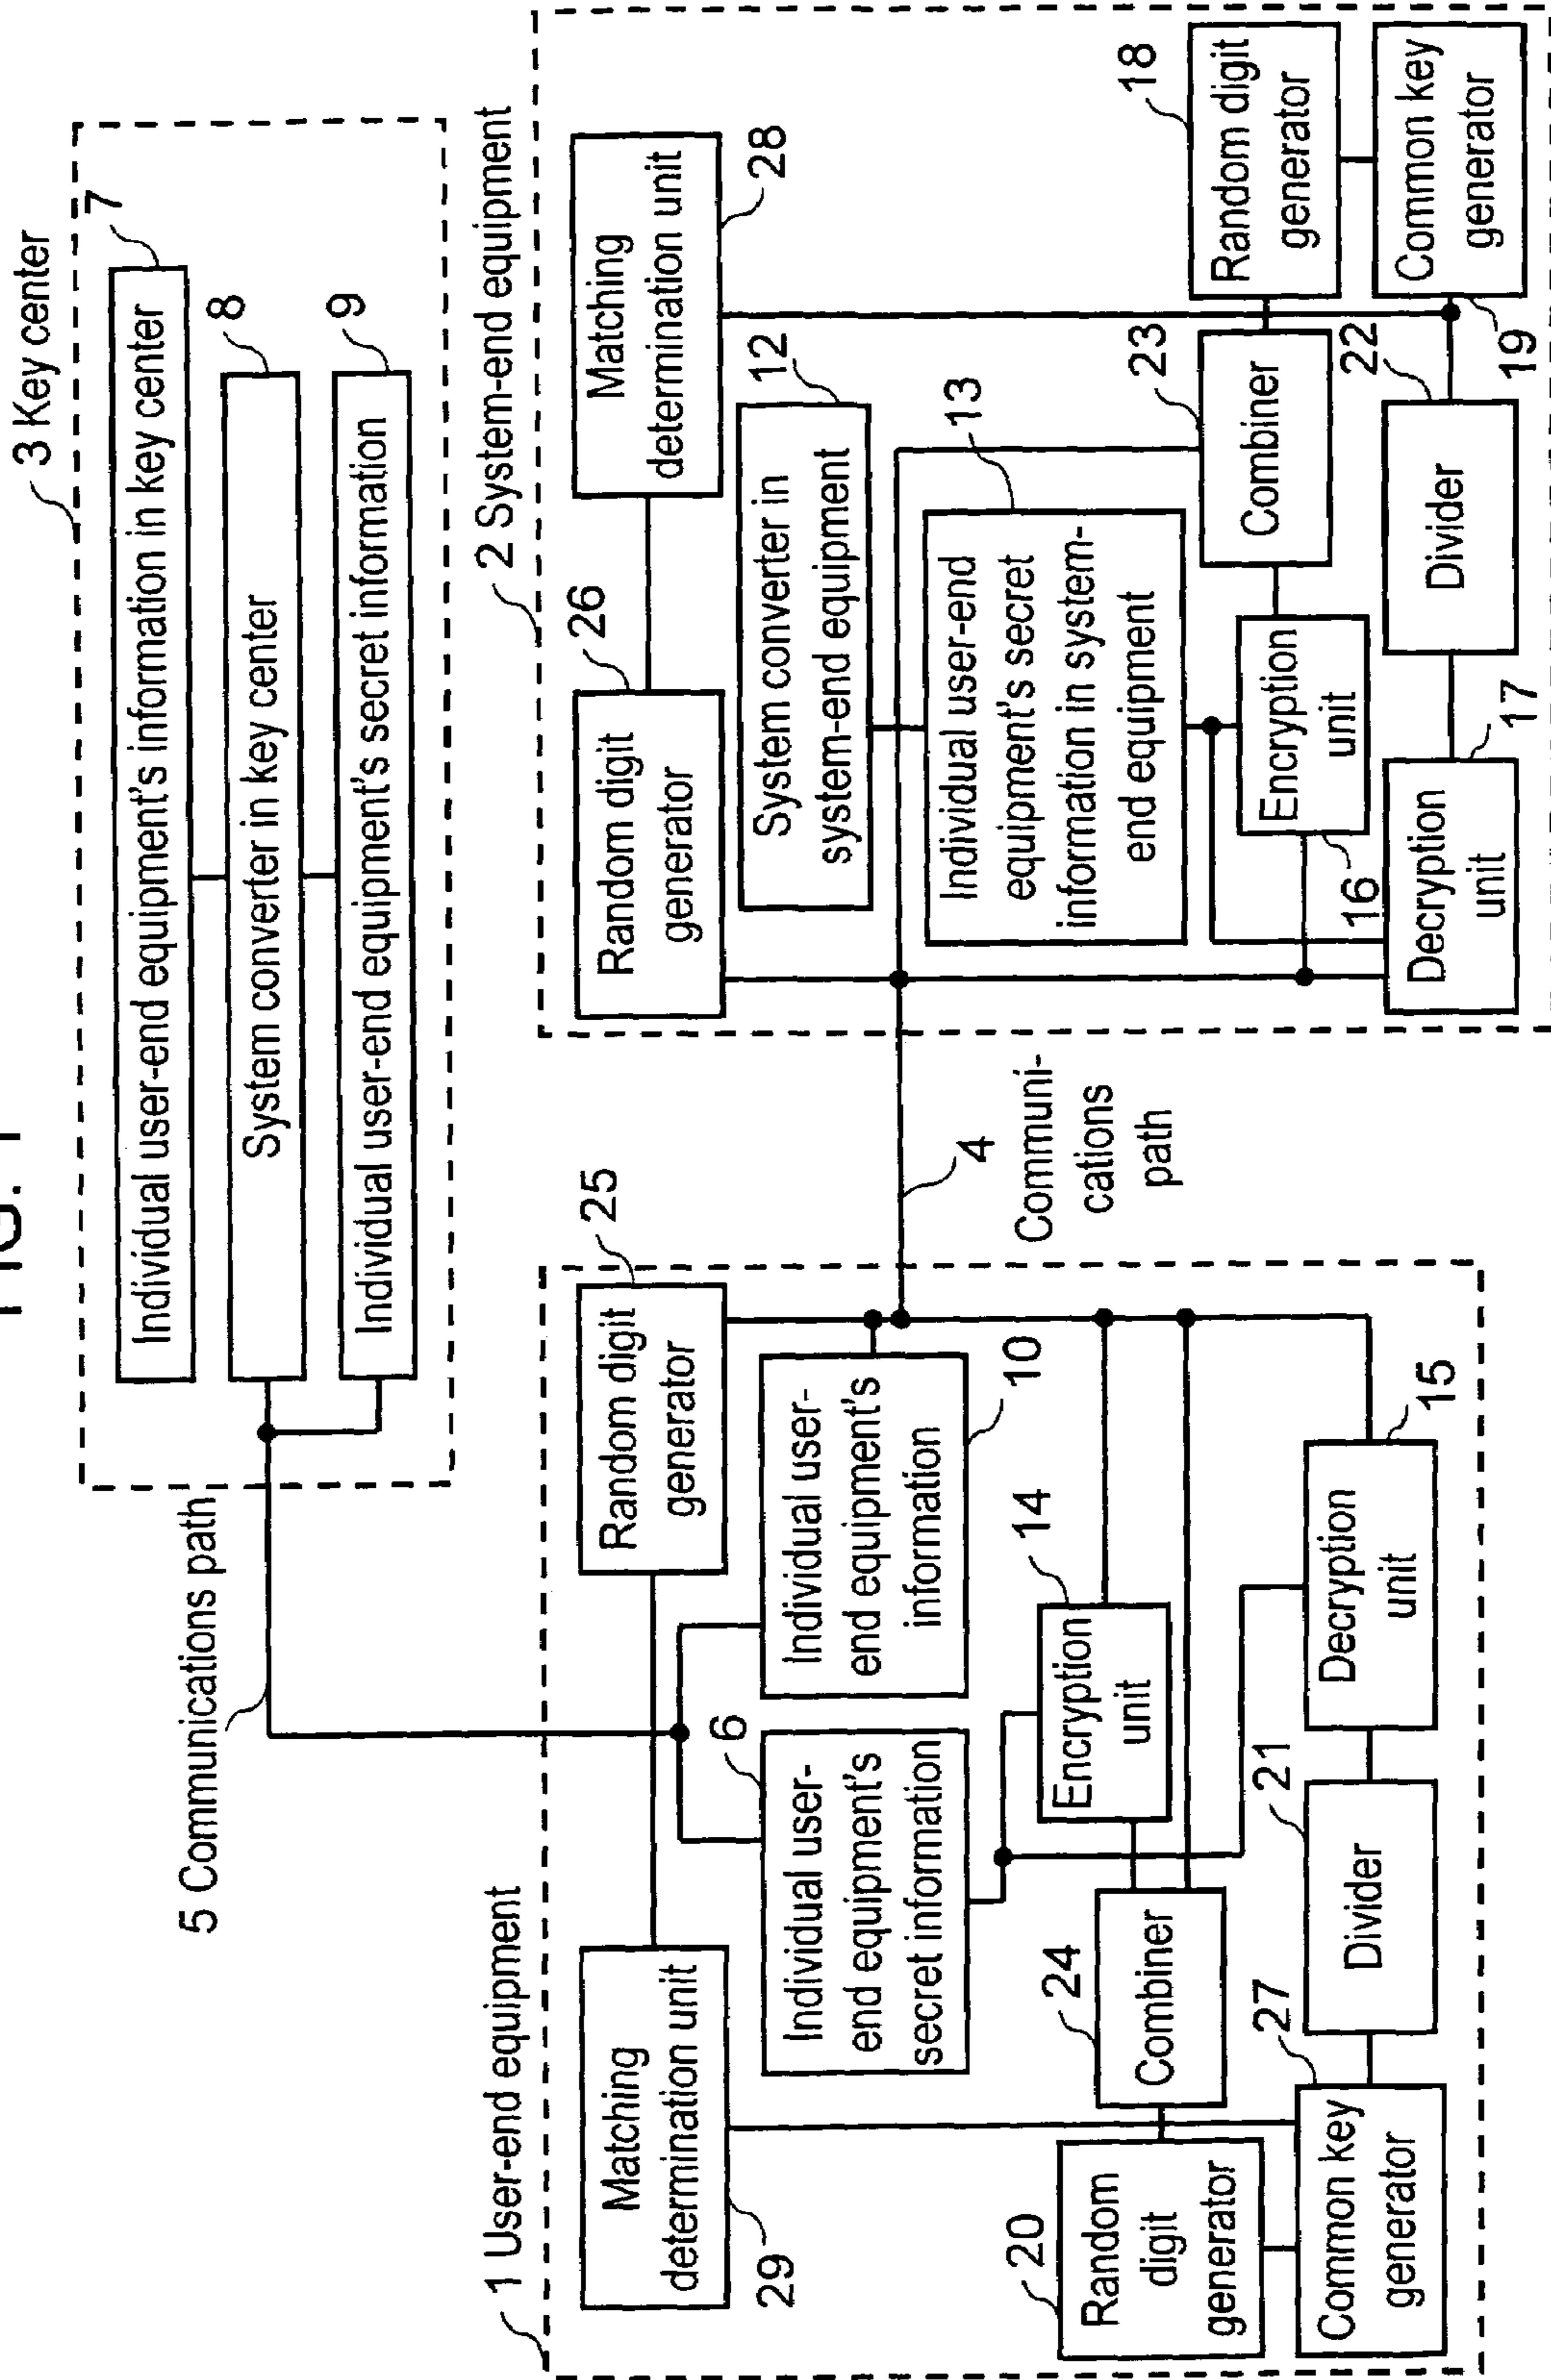 FIG. 1
3 Key center
7
Individual user-end equipment's information in key center
8
System converter in key center
9
Individual user-end equipment's secret information
5 Communications path
1 User-end equipment
29
Matching
determination unit
25
Random digit
generator
6
Individual user-
end equipment's
secret information
10
Individual user-
end equipment's
information
14
Encryption
unit
24
Combiner
20
Random
digit
generator
27
Common key
generator
21
Divider
15
Decryption
unit
4
Communi-
cations
path
2 System-end equipment
26
Random digit
generator
28
Matching
determination unit
12
System converter in
system-end equipment
13
Individual user-end
equipment's secret
information in system-
end equipment
16
Encryption
unit
23
Combiner
18
Random digit
generator
17
Decryption
unit
22
Divider
19
Common key
generator